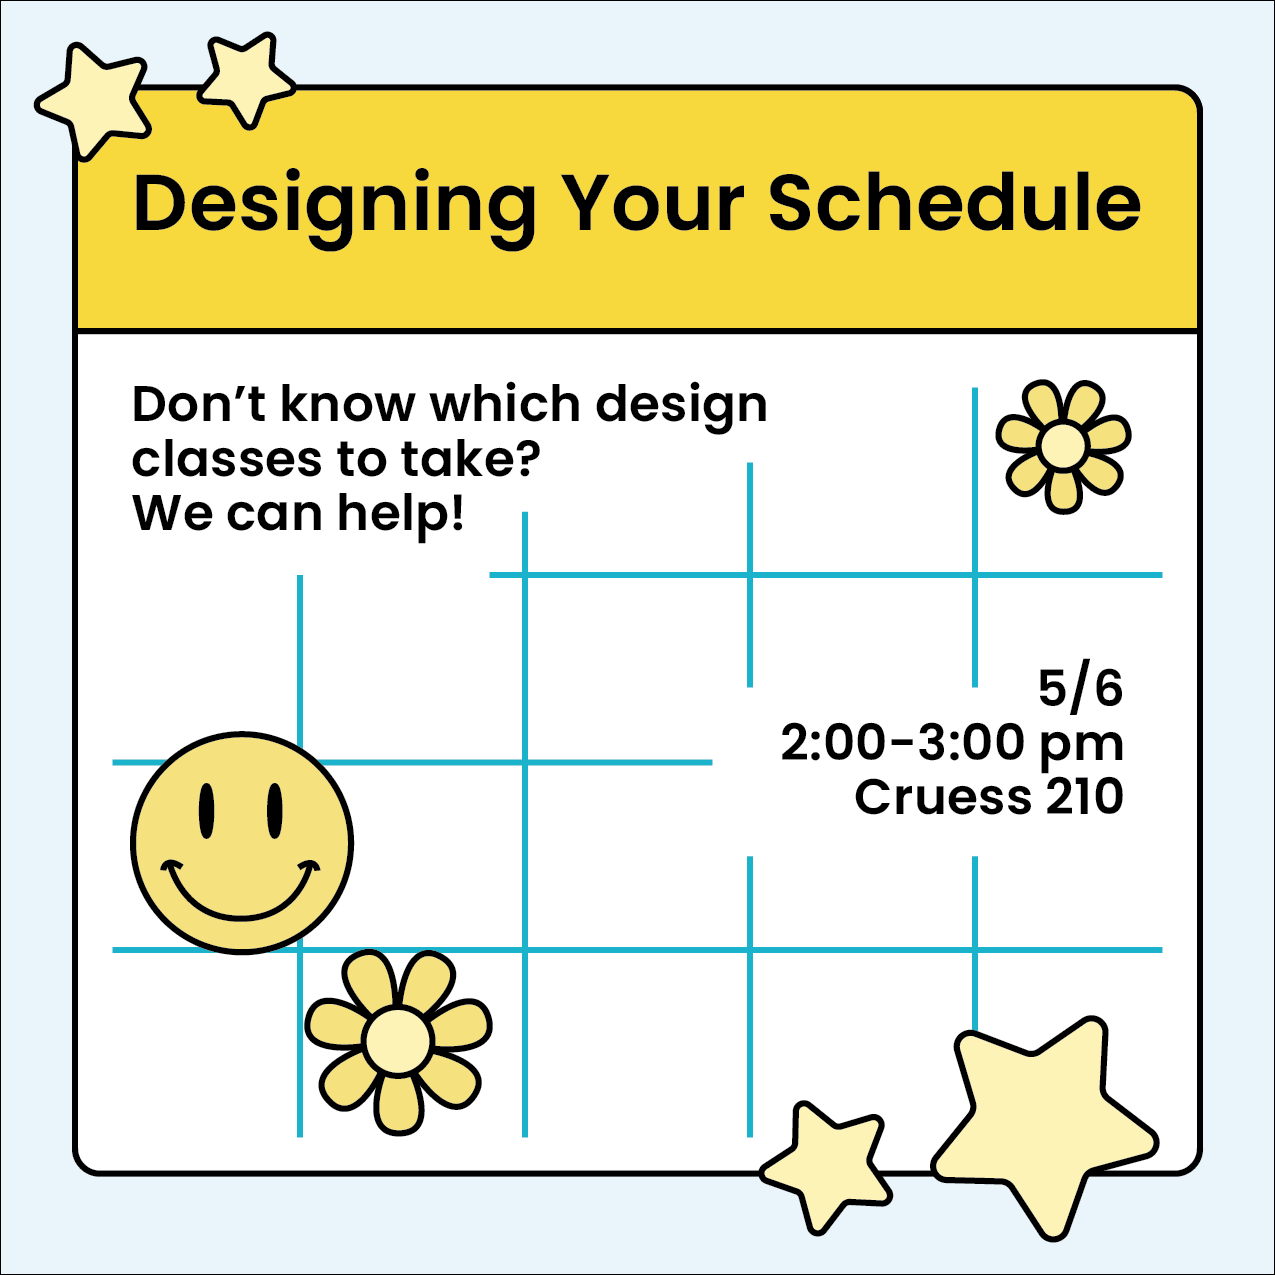 Designing Your Schedule
Don’t know which design
classes to take?
We can help!
5/6
2:00-3:00 pm
Cruess 210